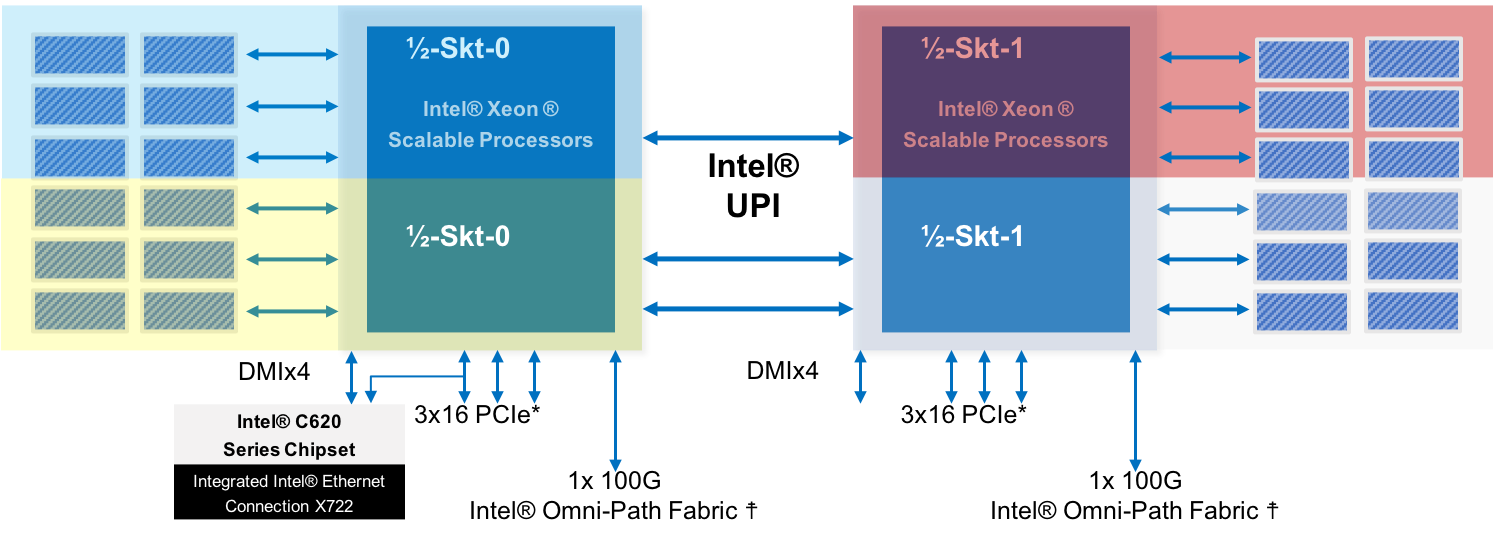 ½-Skt-0
Intel® Xeon ®
Scalable Processors
½-Skt-0
Intel®
UPI
½-Skt-1
Intel® Xeon ®
Scalable Processors
½-Skt-1
DMIx4
3x16 PCIe*
Intel® C620
Series Chipset
Integrated Intel® Ethernet
Connection X722
1x 100G
Intel® Omni-Path Fabric ☨
DMIx4
3x16 PCIe*
1x 100G
Intel® Omni-Path Fabric ☨